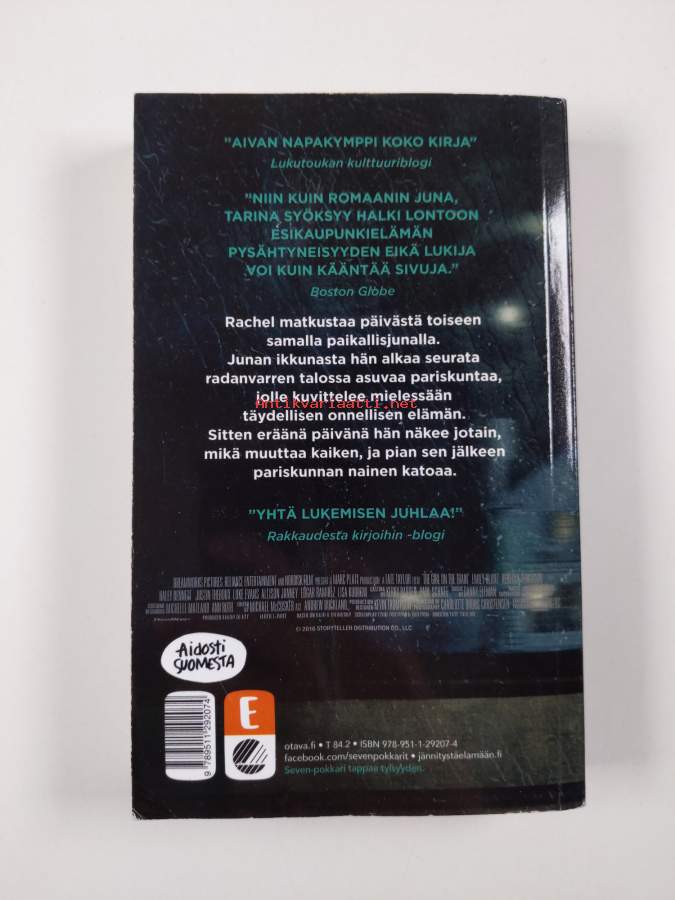 "AIVAN NAPAKYMPPI KOKO KIRJA"
Lukutoukan kulttuuriblogi
"NIIN KUIN ROMAANIN JUNA,
TARINA SYÖKSYY HALKI LONTOON
ESIKAUPUNKIELÄMÄN
PYSÄHTYNEISYYDEN EIKÄ LUKIJA
VOI KUIN KÄÄNTÄÄ SIVUJA."
Boston Globe
Rachel matkustaa päivästä toiseen
samalla paikallisjunalla.
Junan ikkunasta hän alkaa seurata
radanvarren talossa asuvaa pariskuntaa,
jolle kuvittelee mielessään
Antikvariaatti.net
täydellisen onnellisen elämän.
Sitten eräänä päivänä hän näkee jotain,
mikä muuttaa kaiken, ja pian sen jälkeen
pariskunnan nainen katoaa.
"YHTÄ LUKEMISEN JUHLAA!"
Rakkaudesta kirjoihin -blogi
© 2016 STORYTELLER DISTRIBUTION CO., LLC
Aidosti
SUOMESTA
E
9 789511 292074
otava.fi • T 84.2 • ISBN 978-951-1-29207-4
facebook.com/sevenpokkarit • jännitystäelämään.fi
Seven-pokkari tappaa tylsyyden.